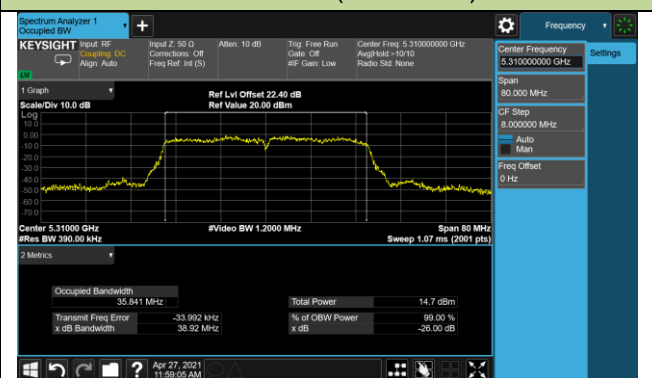 Spectrum Analyzer 1
Occupied BW
Frequency
KEYSIGHT
Input: RF
Coupling: DC
Align: Auto
Input Z: 50 Ω
Corrections: Off
Freq Ref: Int (S)
Atten: 10 dB
Trig: Free Run
Gate: Off
#IF Gain: Low
Center Freq: 5.310000000 GHz
Avg|Hold:>10/10
Radio Std: None
Center Frequency
5.310000000 GHz
Settings
Span
80.000 MHz
CF Step
8.000000 MHz
Auto
Man
Freq Offset
0 Hz
1 Graph
Scale/Div 10.0 dB
Ref Lvl Offset 22.40 dB
Ref Value 20.00 dBm
Log
10.0
0.00
-10.0
-20.0
-30.0
-40.0
-50.0
-60.0
-70.0
Center 5.31000 GHz
#Res BW 390.00 kHz
#Video BW 1.2000 MHz
Span 80 MHz
Sweep 1.07 ms (2001 pts)
2 Metrics
Occupied Bandwidth
35.841 MHz
Total Power 14.7 dBm
Transmit Freq Error -33.992 kHz
% of OBW Power 99.00 %
x dB Bandwidth 38.92 MHz
x dB -26.00 dB
Apr 27, 2021
11:59:05 AM